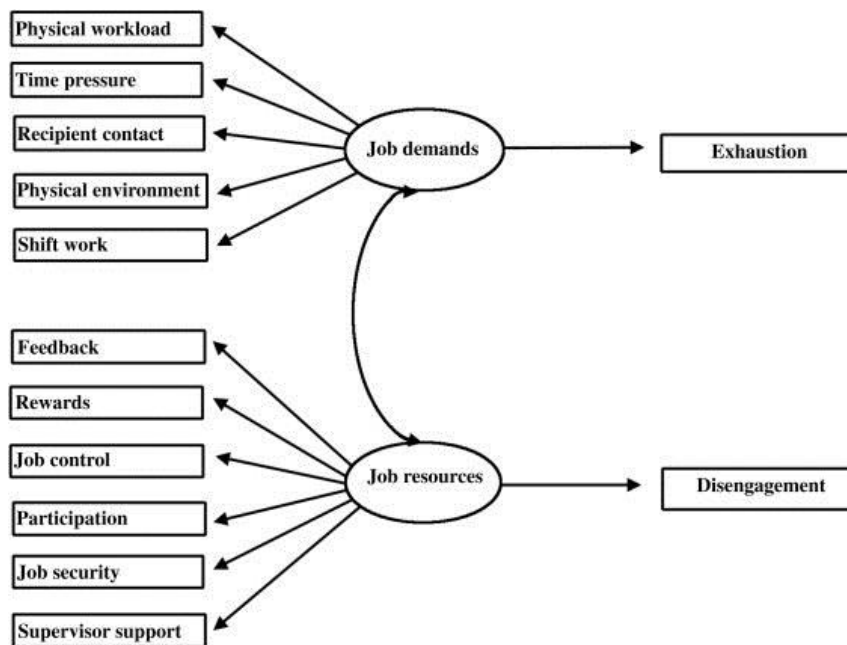 Physical workload
Time pressure
Recipient contact
Physical environment
Shift work
Job demands
Exhaustion
Feedback
Rewards
Job control
Participation
Job security
Supervisor support
Job resources
Disengagement